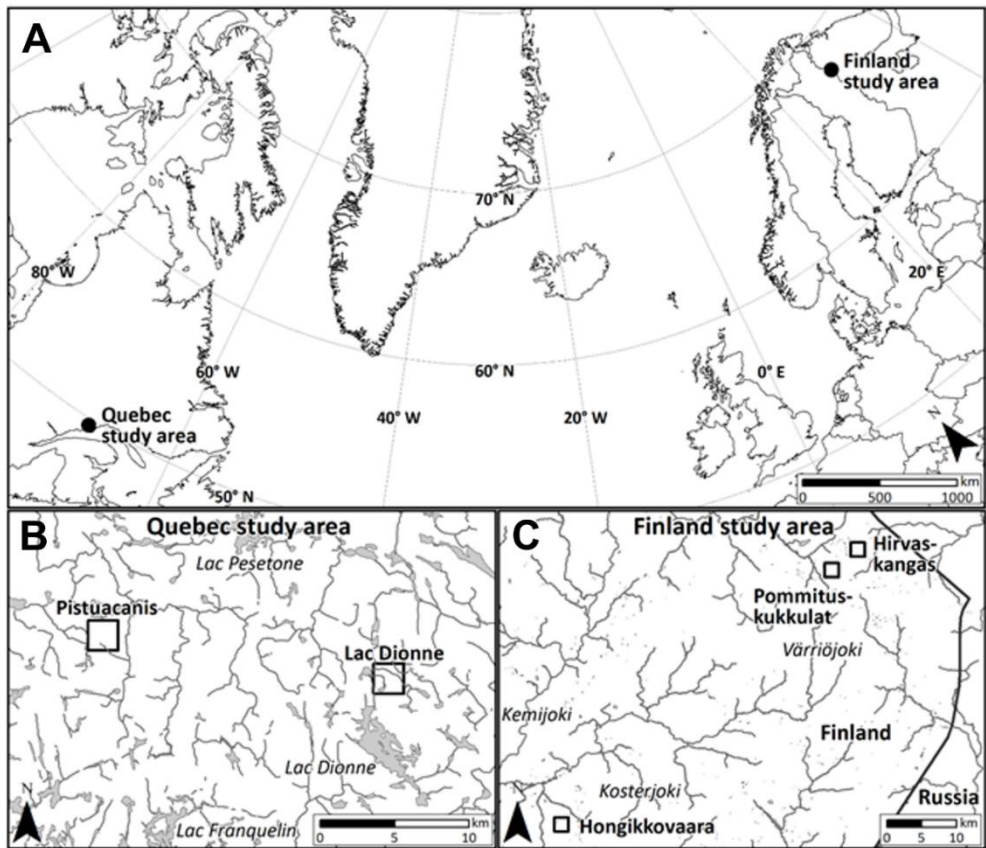 A
Finland
study area
70° N
80° W
20° E
60° W
60° N
0° E
Quebec
study area
40° W
20° W
N
50° N
km
0
500
1000
B
Quebec study area
Lac Pesetone
Pistuacanis
Lac Dionne
Lac Dionne
N
Lac Franquelin
km
0
5
10
C
Finland study area
Hirvas-
kangas
Pommitus-
kukkulat
Värriöjoki
Kemijoki
Finland
Kosterjoki
Russia
N
Hongikkovaara
km
0
5
10